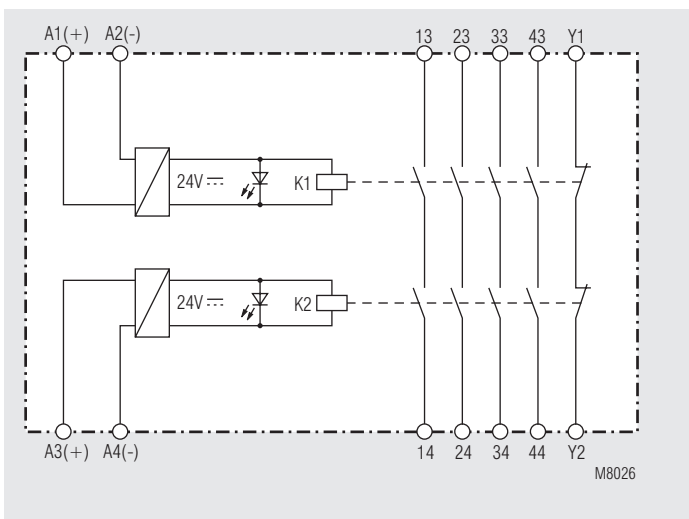 A1(+) A2(-) 13 23 33 43 Y1
24V K1
24V K2
A3(+) A4(-) 14 24 34 44 Y2
M8026